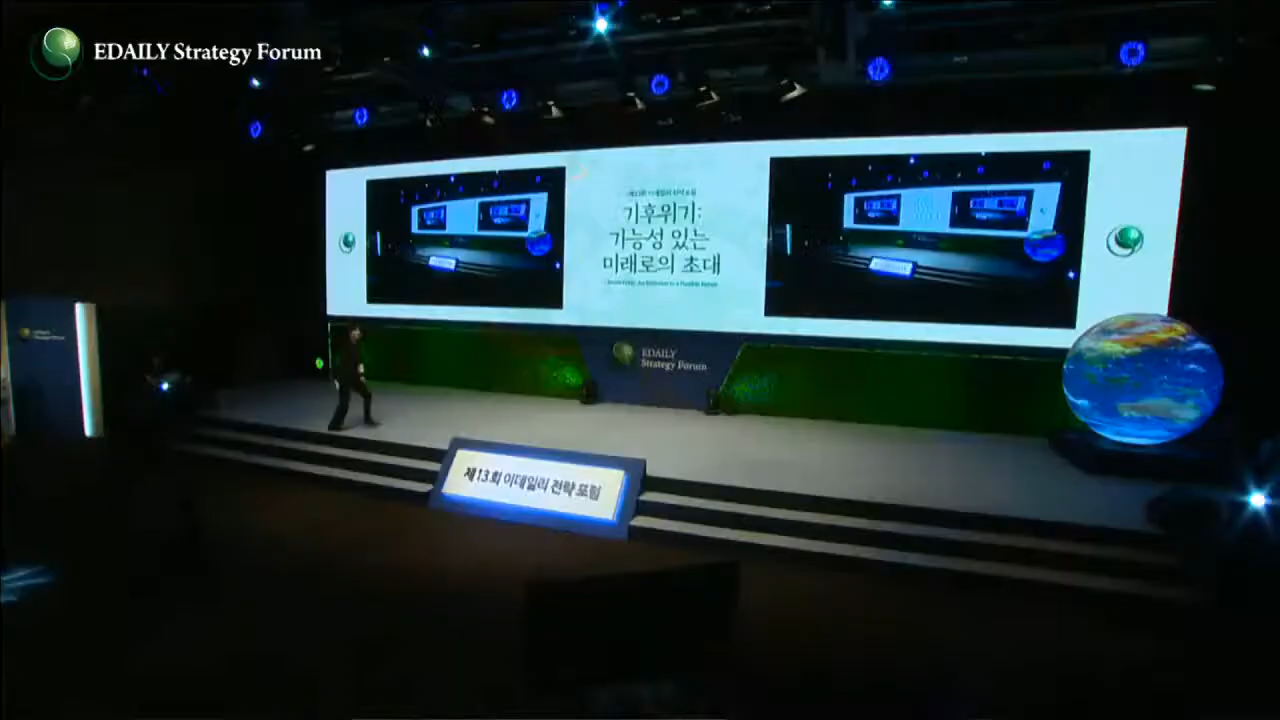 EDAILY Strategy Forum
기후위기:
가능성 있는
미래로의 초대
EDAILY
Strategy Forum
제13회 이데일리 전략 포럼